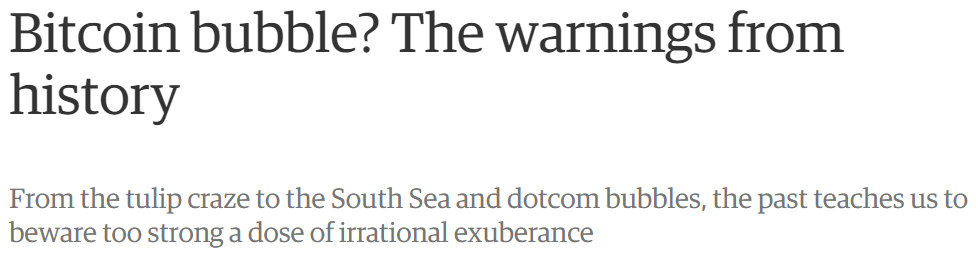 Bitcoin bubble? The warnings from
history
From the tulip craze to the South Sea and dotcom bubbles, the past teaches us to
beware too strong a dose of irrational exuberance